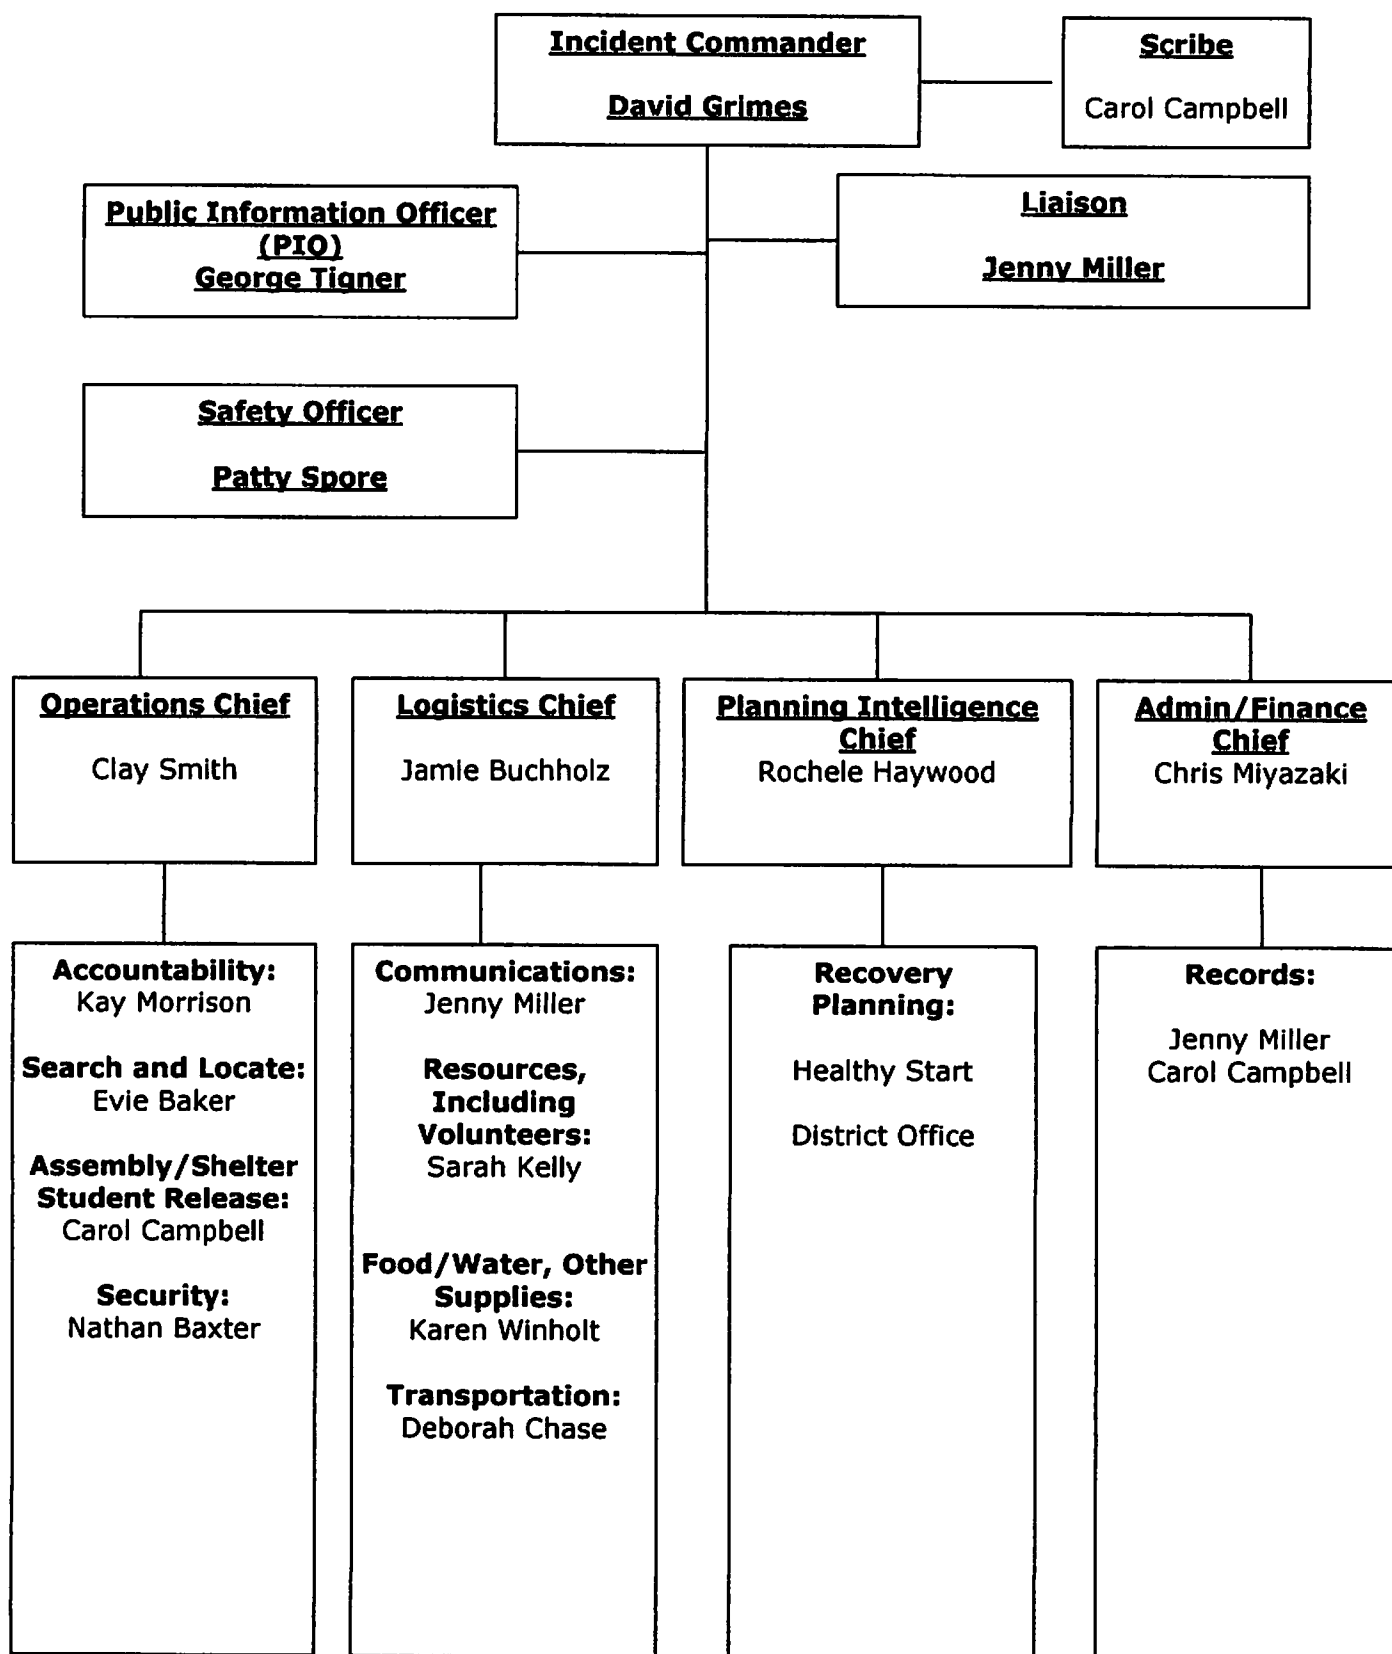 Incident Commander
David Grimes
Scribe
Carol Campbell
Public Information Officer
(PIO)
George Tigner
Liaison
Jenny Miller
Safety Officer
Patty Spore
Operations Chief
Clay Smith
Logistics Chief
Jamie Buchholz
Planning Intelligence
Chief
Rochele Haywood
Admin/Finance
Chief
Chris Miyazaki
Accountability:
Kay Morrison
Search and Locate:
Evie Baker
Assembly/Shelter
Student Release:
Carol Campbell
Security:
Nathan Baxter
Communications:
Jenny Miller
Resources,
Including
Volunteers:
Sarah Kelly
Food/Water, Other
Supplies:
Karen Winholt
Transportation:
Deborah Chase
Recovery
Planning:
Healthy Start
District Office
Records:
Jenny Miller
Carol Campbell